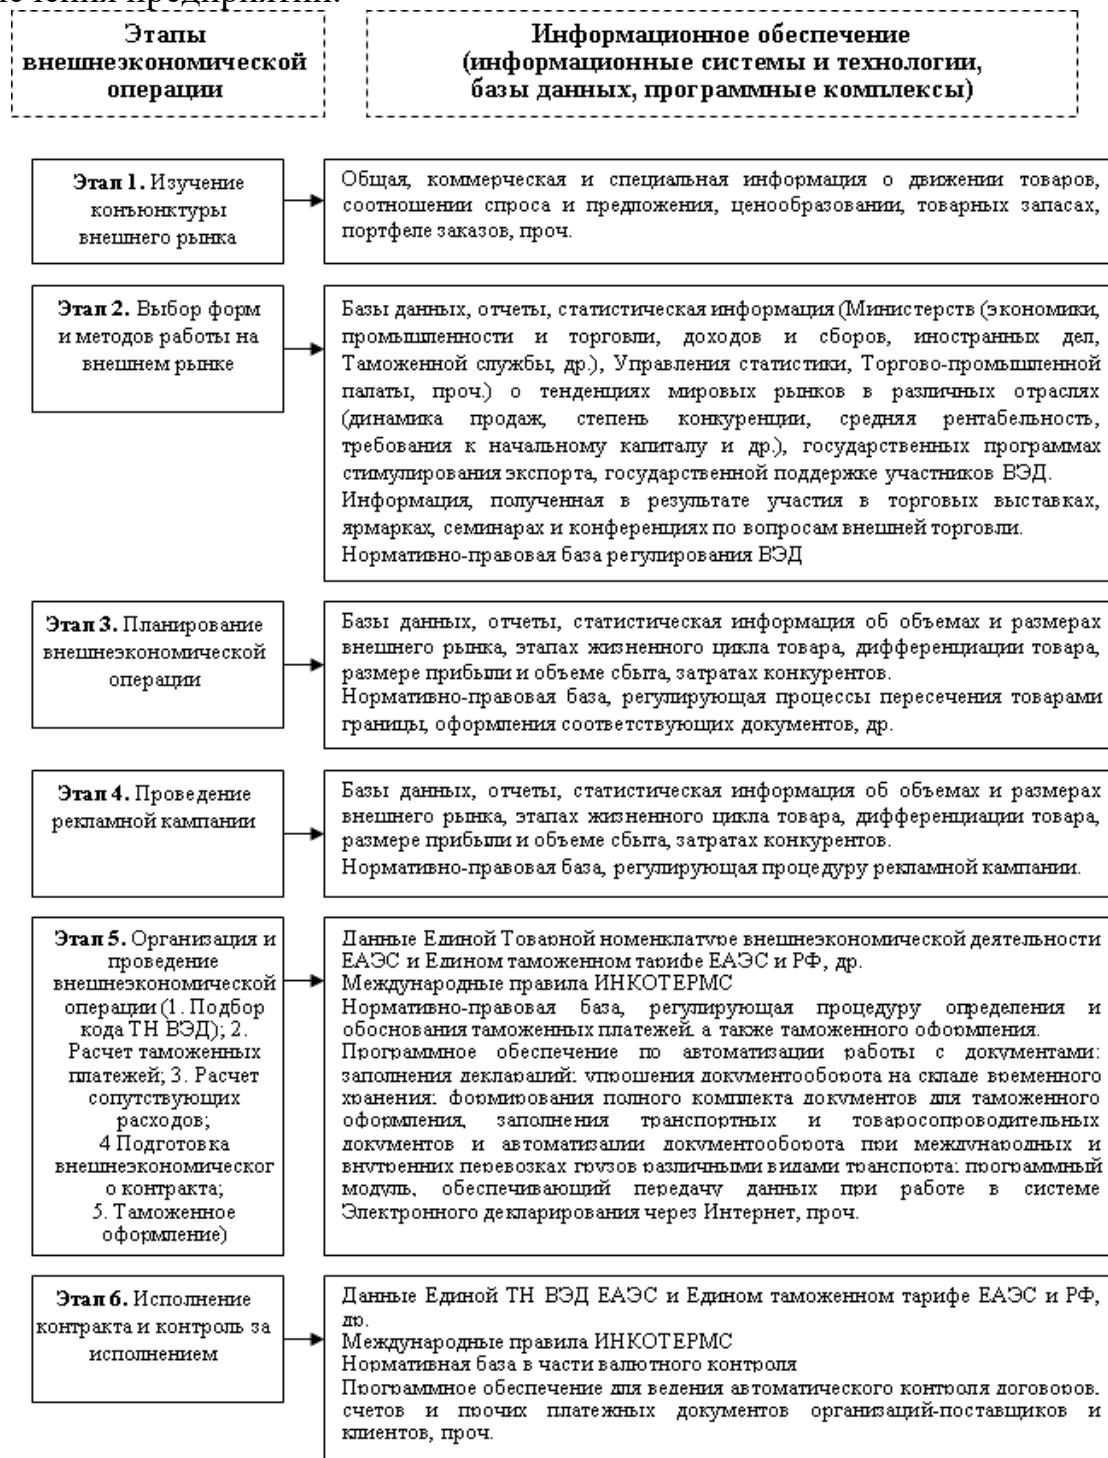 чения предприятий.
Этапы
внешнеэкономической
операции
Информационное обеспечение
(информационные системы и технологии,
базы данных, программные комплексы)
Этап 1. Изучение
конъюнктуры
внешнего рынка
Общая, коммерческая и специальная информация о движении товаров,
соотношении спроса и предложения, ценообразовании, товарных запасах,
портфеле заказов, проч.
Этап 2. Выбор форм
и методов работы на
внешнем рынке
Базы данных, отчеты, статистическая информация (Министерств (экономики,
промышленности и торговли, доходов и сборов, иностранных дел,
Таможенной службы, др.), Управления статистики, Торгово-промышленной
палаты, проч.) о тенденциях мировых рынков в различных отраслях
(динамика продаж, степень конкуренции, средняя рентабельность,
требования к начальному капиталу и др.), государственных программах
стимулирования экспорта, государственной поддержке участников ВЭД.
Информация, полученная в результате участия в торговых выставках,
ярмарках, семинарах и конференциях по вопросам внешней торговли.
Нормативно-правовая база регулирования ВЭД
Этап 3. Планирование
внешнеэкономической
операции
Базы данных, отчеты, статистическая информация об объемах и размерах
внешнего рынка, этапах жизненного цикла товара, дифференциации товара,
размере прибыли и объеме сбыта, затратах конкурентов.
Нормативно-правовая база, регулирующая процессы пересечения товарами
границы, оформления соответствующих документов, др.
Этап 4. Проведение
рекламной кампании
Базы данных, отчеты, статистическая информация об объемах и размерах
внешнего рынка, этапах жизненного цикла товара, дифференциации товара,
размере прибыли и объеме сбыта, затратах конкурентов.
Нормативно-правовая база, регулирующая процедуру рекламной кампании.
Этап 5. Организация и
проведение
внешнеэкономической
операции (1. Подбор
кода ТН ВЭД); 2.
Расчет таможенных
платежей; 3. Расчет
сопутствующих
расходов;
4 Подготовка
внешнеэкономическог
о контракта;
5. Таможенное
оформление)
Данные Единой Товарной номенклатуре внешнеэкономической деятельности
ЕАЭС и Едином таможенном тарифе ЕАЭС и РФ, др.
Международные правила ИНКОТЕРМС
Нормативно-правовая база, регулирующая процедуру определения и
обоснования таможенных платежей, а также таможенного оформления.
Программное обеспечение по автоматизации работы с документами:
заполнения деклараций; упрощения документооборота на складе временного
хранения; формирования полного комплекта документов для таможенного
оформления, заполнения транспортных и товаросопроводительных
документов и автоматизации документооборота при международных и
внутренних перевозках грузов различными видами транспорта; программный
модуль, обеспечивающий передачу данных при работе в системе
Электронного декларирования через Интернет, проч.
Этап 6. Исполнение
контракта и контроль за
исполнением
Данные Единой ТН ВЭД ЕАЭС и Едином таможенном тарифе ЕАЭС и РФ,
др.
Международные правила ИНКОТЕРМС
Нормативная база в части валютного контроля
Программное обеспечение для ведения автоматического контроля договоров,
счетов и прочих платежных документов организаций-поставщиков и
клиентов, проч.